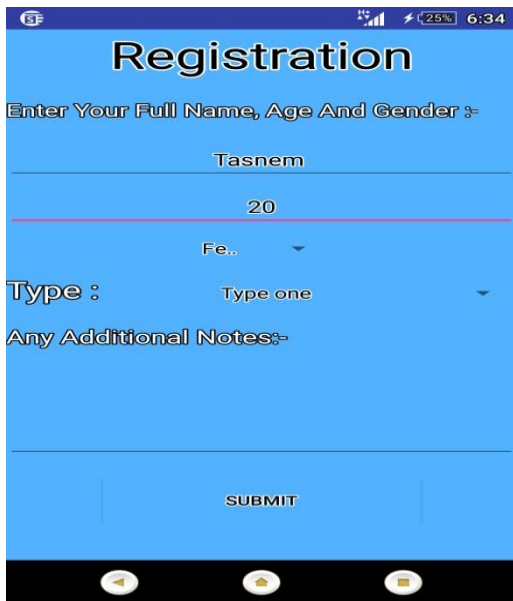 25% 6:34
Registration
Enter Your Full Name, Age And Gender :-
Tasnem
20
Fe..
Type : Type one
Any Additional Notes:-
SUBMIT